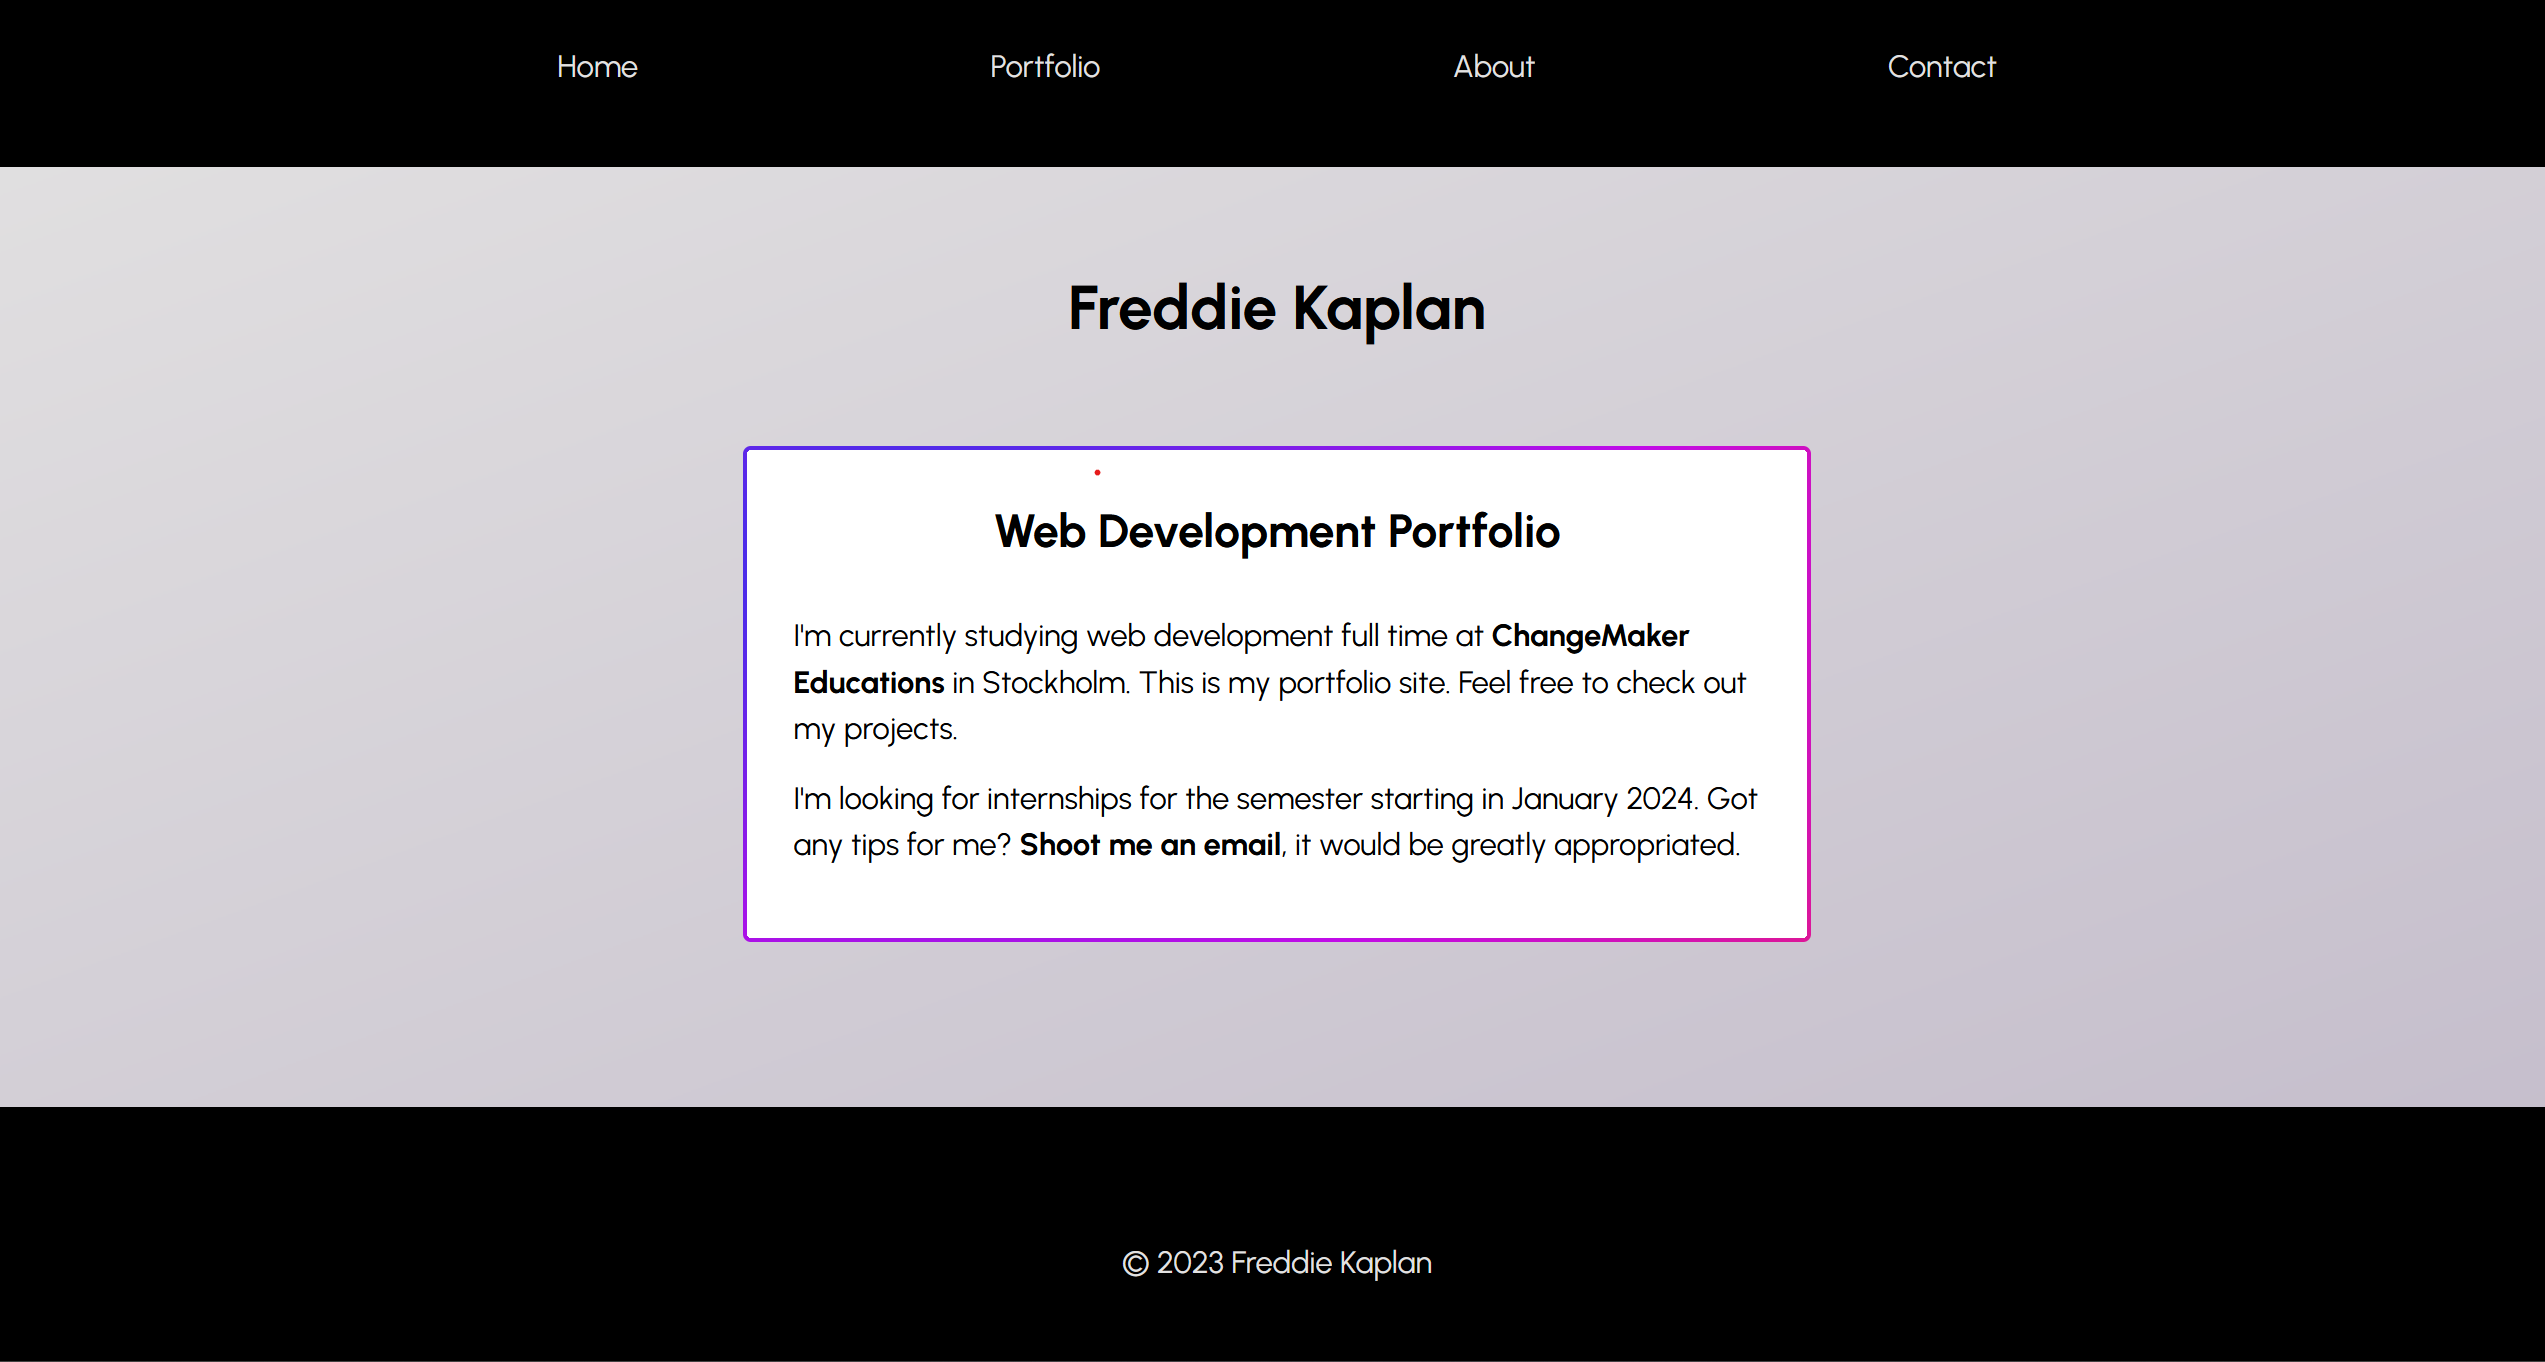 Home Portfolio About Contact
Freddie Kaplan
Web Development Portfolio
I'm currently studying web development full time at ChangeMaker
Educations in Stockholm. This is my portfolio site. Feel free to check out
my projects.
I'm looking for internships for the semester starting in January 2024. Got
any tips for me? Shoot me an email, it would be greatly appropriated.
© 2023 Freddie Kaplan